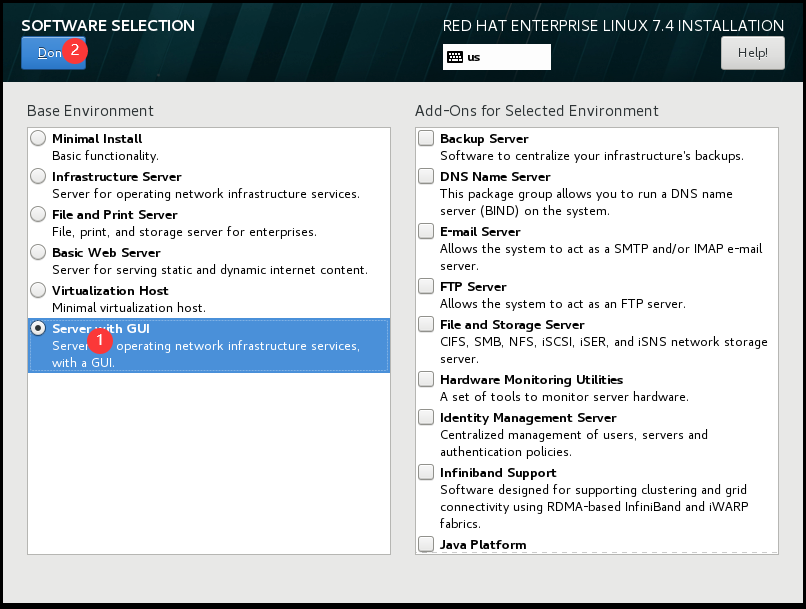 SOFTWARE SELECTION
RED HAT ENTERPRISE LINUX 7.4 INSTALLATION
2
us
Help!
Base Environment
Add-Ons for Selected Environment
Minimal Install
Basic functionality.
Infrastructure Server
Server for operating network infrastructure services.
File and Print Server
File, print, and storage server for enterprises.
Basic Web Server
Server for serving static and dynamic internet content.
Virtualization Host
Minimal virtualization host.
Server with GUI
1
Server operating network infrastructure services,
with a GUI.
Backup Server
Software to centralize your infrastructure's backups.
DNS Name Server
This package group allows you to run a DNS name
server (BIND) on the system.
E-mail Server
Allows the system to act as a SMTP and/or IMAP e-mail
server.
FTP Server
Allows the system to act as an FTP server.
File and Storage Server
CIFS, SMB, NFS, iSCSI, iSER, and iSNS network storage
server.
Hardware Monitoring Utilities
A set of tools to monitor server hardware.
Identity Management Server
Centralized management of users, servers and
authentication policies.
Infiniband Support
Software designed for supporting clustering and grid
connectivity using RDMA-based InfiniBand and iWARP
fabrics.
Java Platform